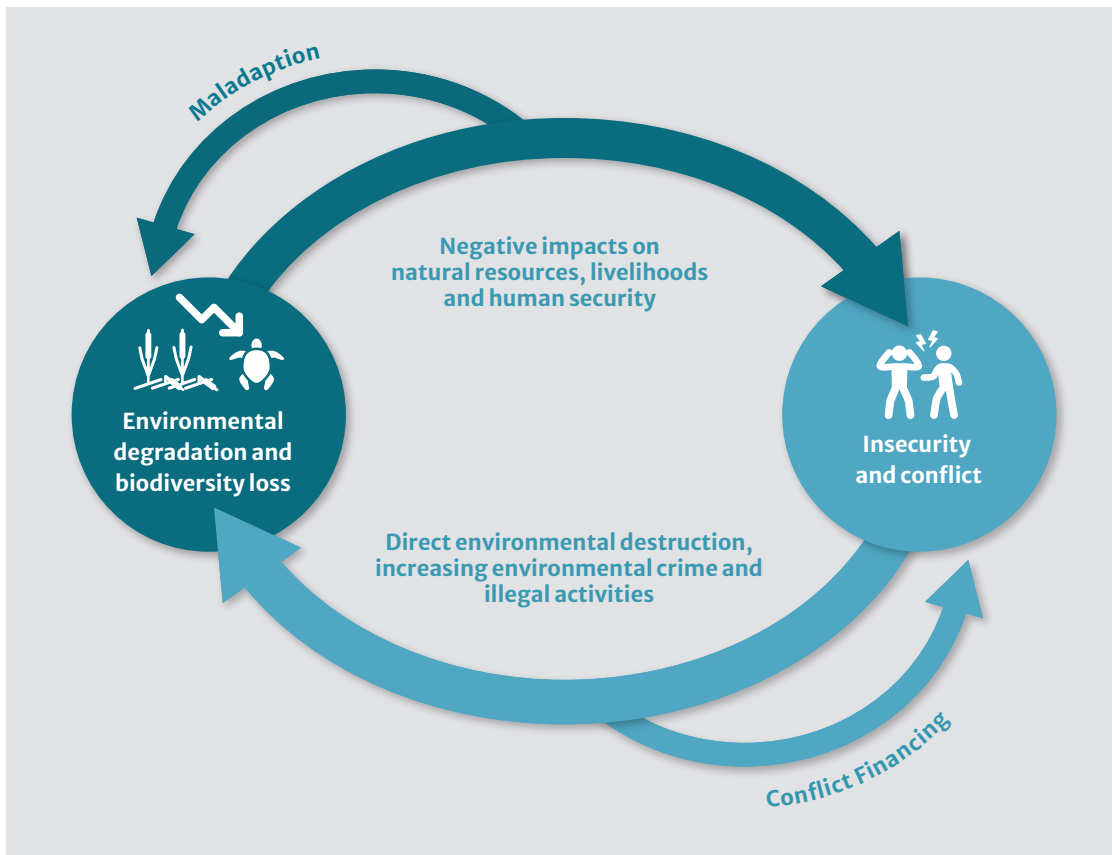 Maladaption
Negative impacts on
natural resources, livelihoods
and human security
Environmental
degradation and
biodiversity loss
Insecurity
and conflict
Direct environmental destruction,
increasing environmental crime and
illegal activities
Conflict Financing